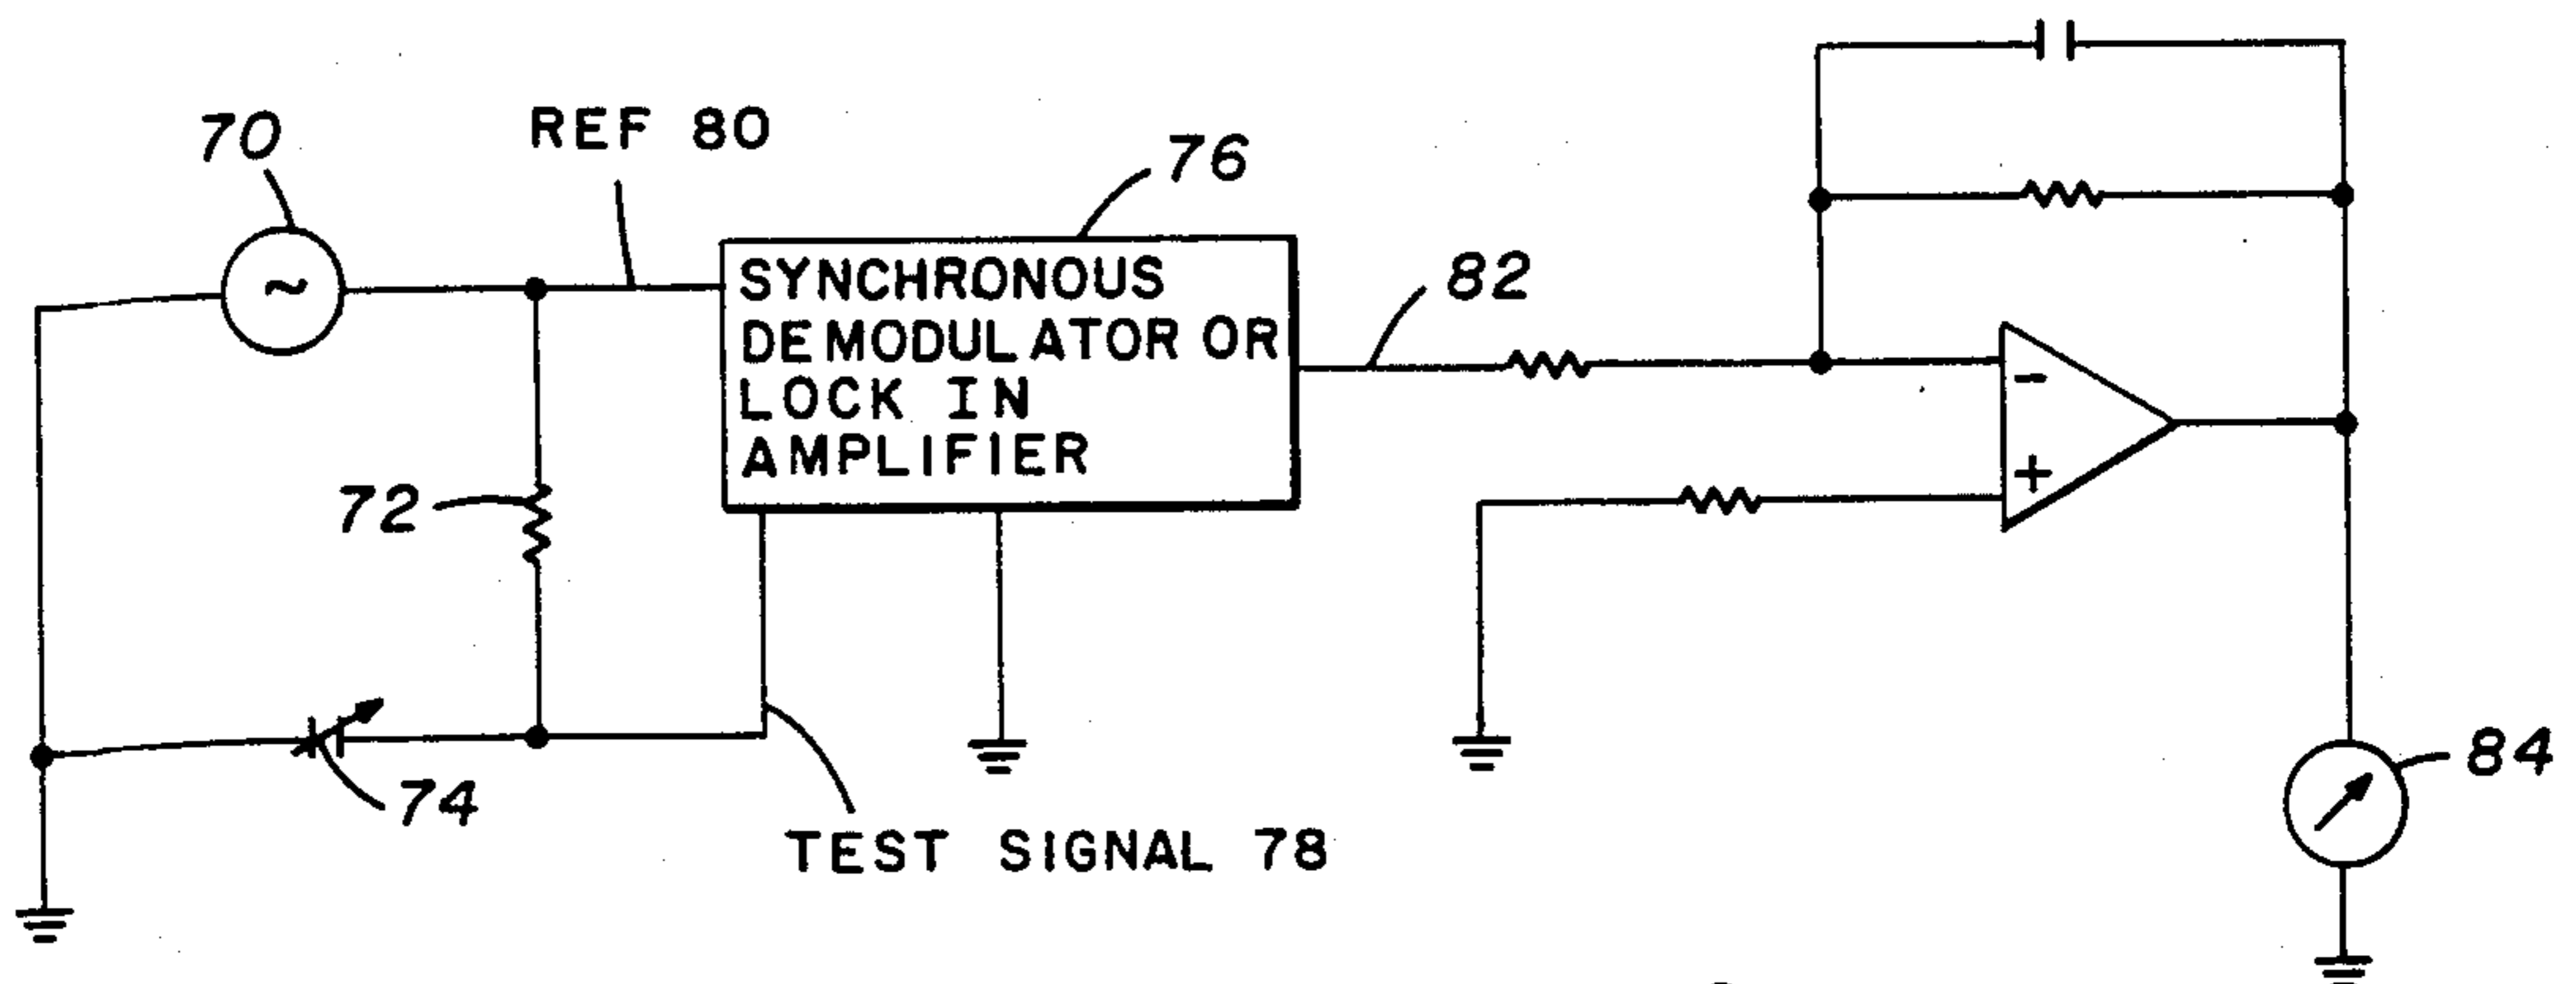 70
REF 80
76
SYNCHRONOUS
DEMODULATOR OR
LOCK IN
AMPLIFIER
82
-
+
72
74
TEST SIGNAL 78
84